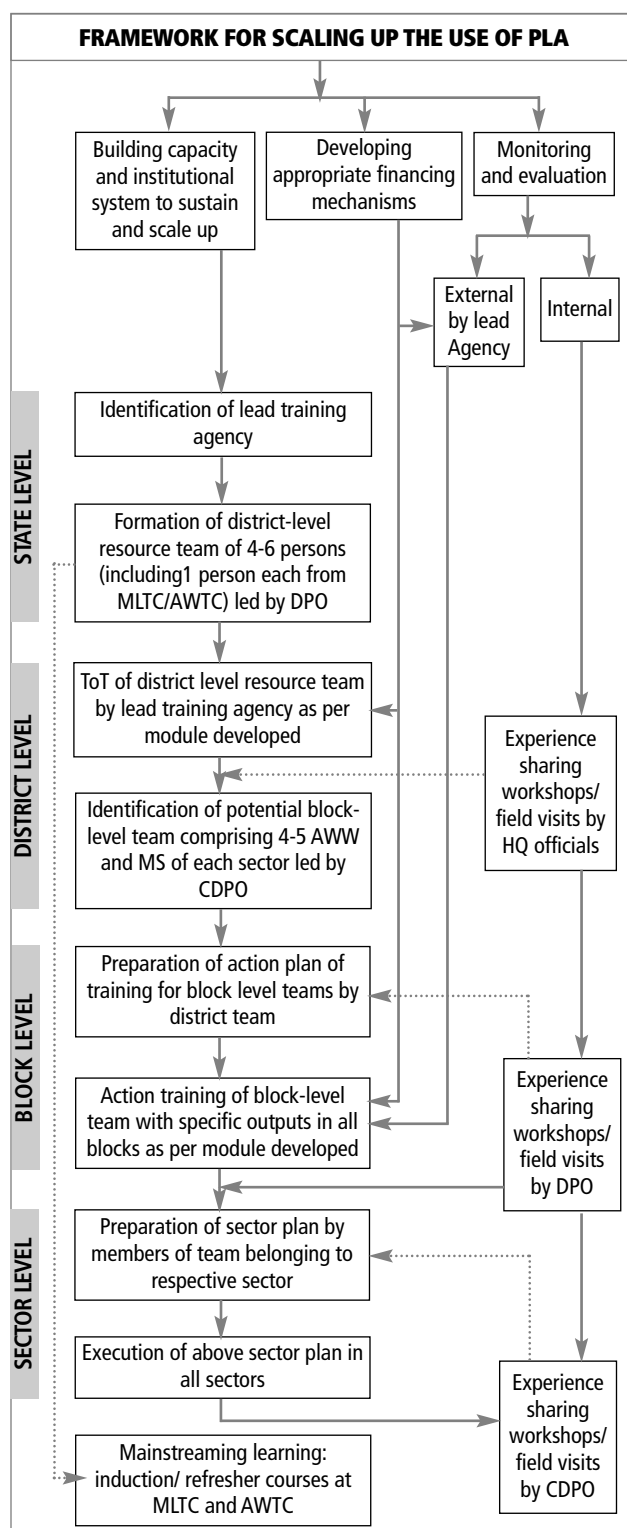 FRAMEWORK FOR SCALING UP THE USE OF PLA
Building capacity
and institutional
system to sustain
and scale up
Developing
appropriate financing
mechanisms
Monitoring
and evaluation
External
by lead
Agency
Internal
STATE LEVEL
Identification of lead training
agency
Formation of district-level
resource team of 4-6 persons
(including1 person each from
MLTC/AWTC) led by DPO
DISTRICT LEVEL
ToT of district level resource team
by lead training agency as per
module developed
Experience
sharing
workshops/
field visits by
HQ officials
Identification of potential block-
level team comprising 4-5 AWW
and MS of each sector led by
CDPO
BLOCK LEVEL
Preparation of action plan of
training for block level teams by
district team
Action training of block-level
team with specific outputs in all
blocks as per module developed
Experience
sharing
workshops/
field visits
by DPO
SECTOR LEVEL
Preparation of sector plan by
members of team belonging to
respective sector
Execution of above sector plan in
all sectors
Experience
sharing
workshops/
field visits
by CDPO
Mainstreaming learning:
induction/ refresher courses at
MLTC and AWTC